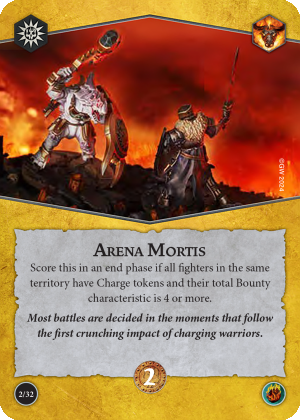 ©GW 2024
ARENA MORTIS
Score this in an end phase if all fighters in the same
territory have Charge tokens and their total Bounty
characteristic is 4 or more.
Most battles are decided in the moments that follow
the first crunching impact of charging warriors.
2
2/32